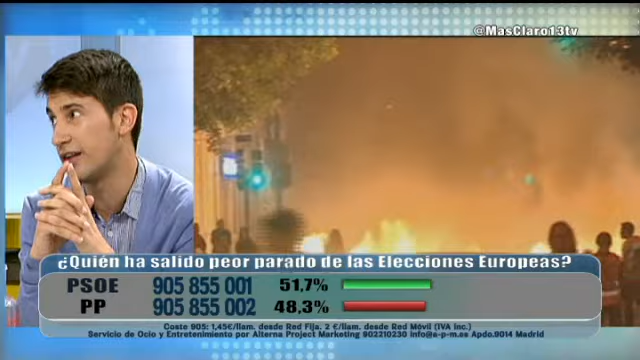 @MasClaro13tv
¿Quién ha salido peor parado de las Elecciones Europeas?
PSOE 905 855 001 51,7%
PP 905 855 002 48,3%
Coste 905: 1,45€/llam. desde Red Fija. 2 €/llam. desde Red Móvil (IVA inc.)
Servicio de Ocio y Entretenimiento por Alterna Project Marketing 902210230 info@a-p-m.es Apdo.9014 Madrid